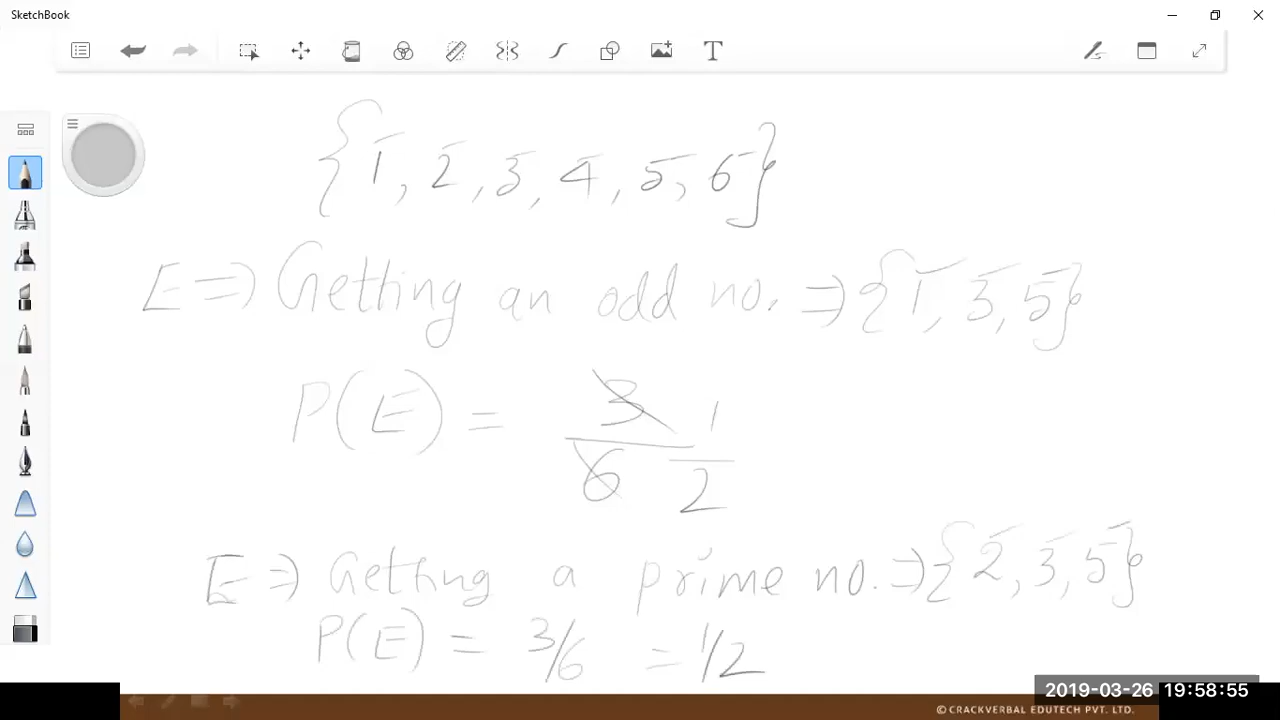 SketchBook
T
{1, 2, 3, 4, 5, 6}
E => Getting an odd no. => {1, 3, 5}
P(E) = 3/6 1/2
E => Getting a prime no. => {2, 3, 5}
P(E) = 3/6 = 1/2
2019-03-26 19:58:55
© CRACKVERBAL EDUTECH PVT. LTD.